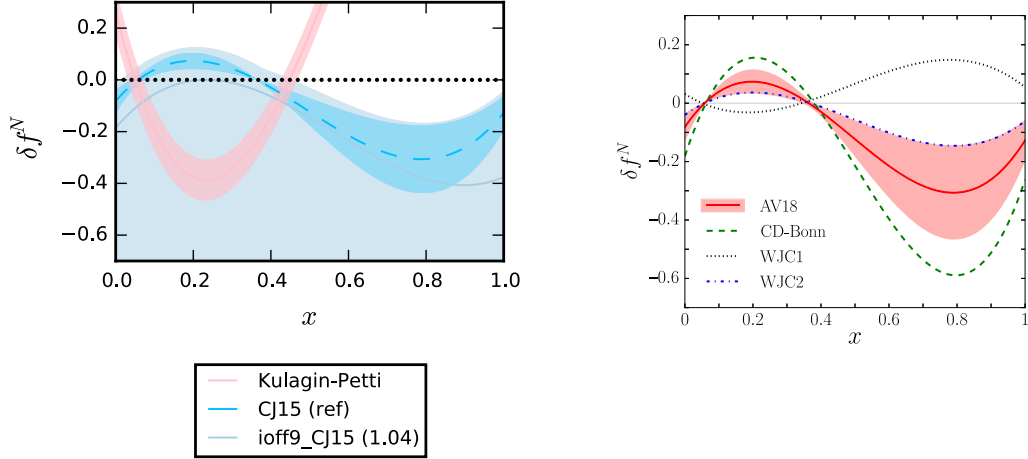 0.2
0.0
−0.2
−0.4
−0.6
δf^N
0.0 0.2 0.4 0.6 0.8 1.0
x
Kulagin-Petti
CJ15 (ref)
ioff9_CJ15 (1.04)
0.2
0
−0.2
−0.4
−0.6
δf^N
AV18
CD-Bonn
WJC1
WJC2
0 0.2 0.4 0.6 0.8 1
x